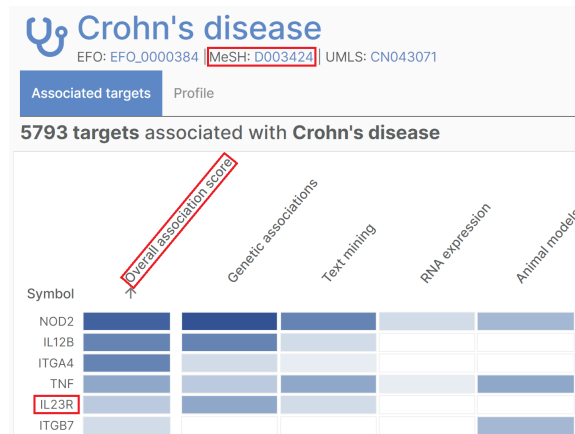 Crohn's disease
EFO: EFO_0000384 | MeSH: D003424 | UMLS: CN043071
Associated targets Profile
5793 targets associated with Crohn's disease
Symbol Overall association score Genetic associations Text mining RNA expression Animal models
NOD2
IL12B
ITGA4
TNF
IL23R
ITGB7